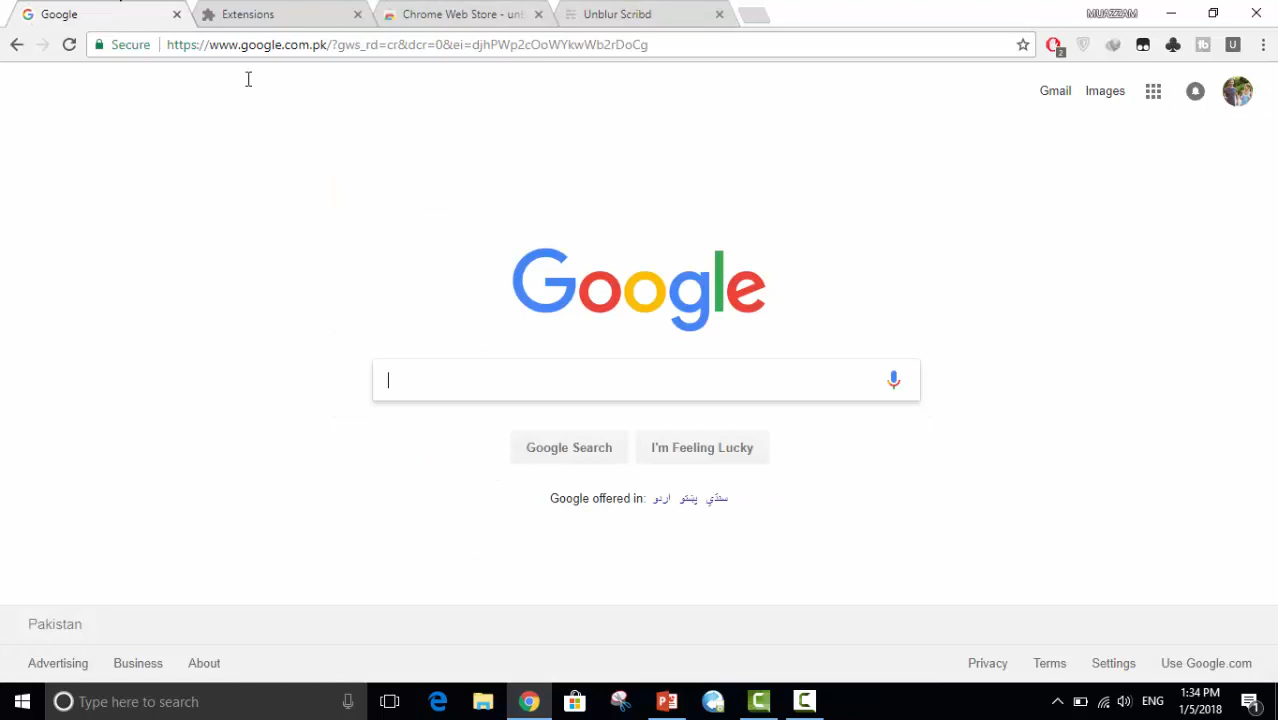 Google
Extensions
Chrome Web Store - un
Unblur Scribd
MUAZZAM
Secure
https://www.google.com.pk/?gws_rd=cr&dcr=0&ei=djhPWp2cOoWYkwWb2rDoCg
2
U
Gmail
Images
Google
Google Search
I'm Feeling Lucky
Google offered in: اردو پښتو سنڌي
Pakistan
Advertising
Business
About
Privacy
Terms
Settings
Use Google.com
Type here to search
ENG
1:34 PM
1/5/2018
1